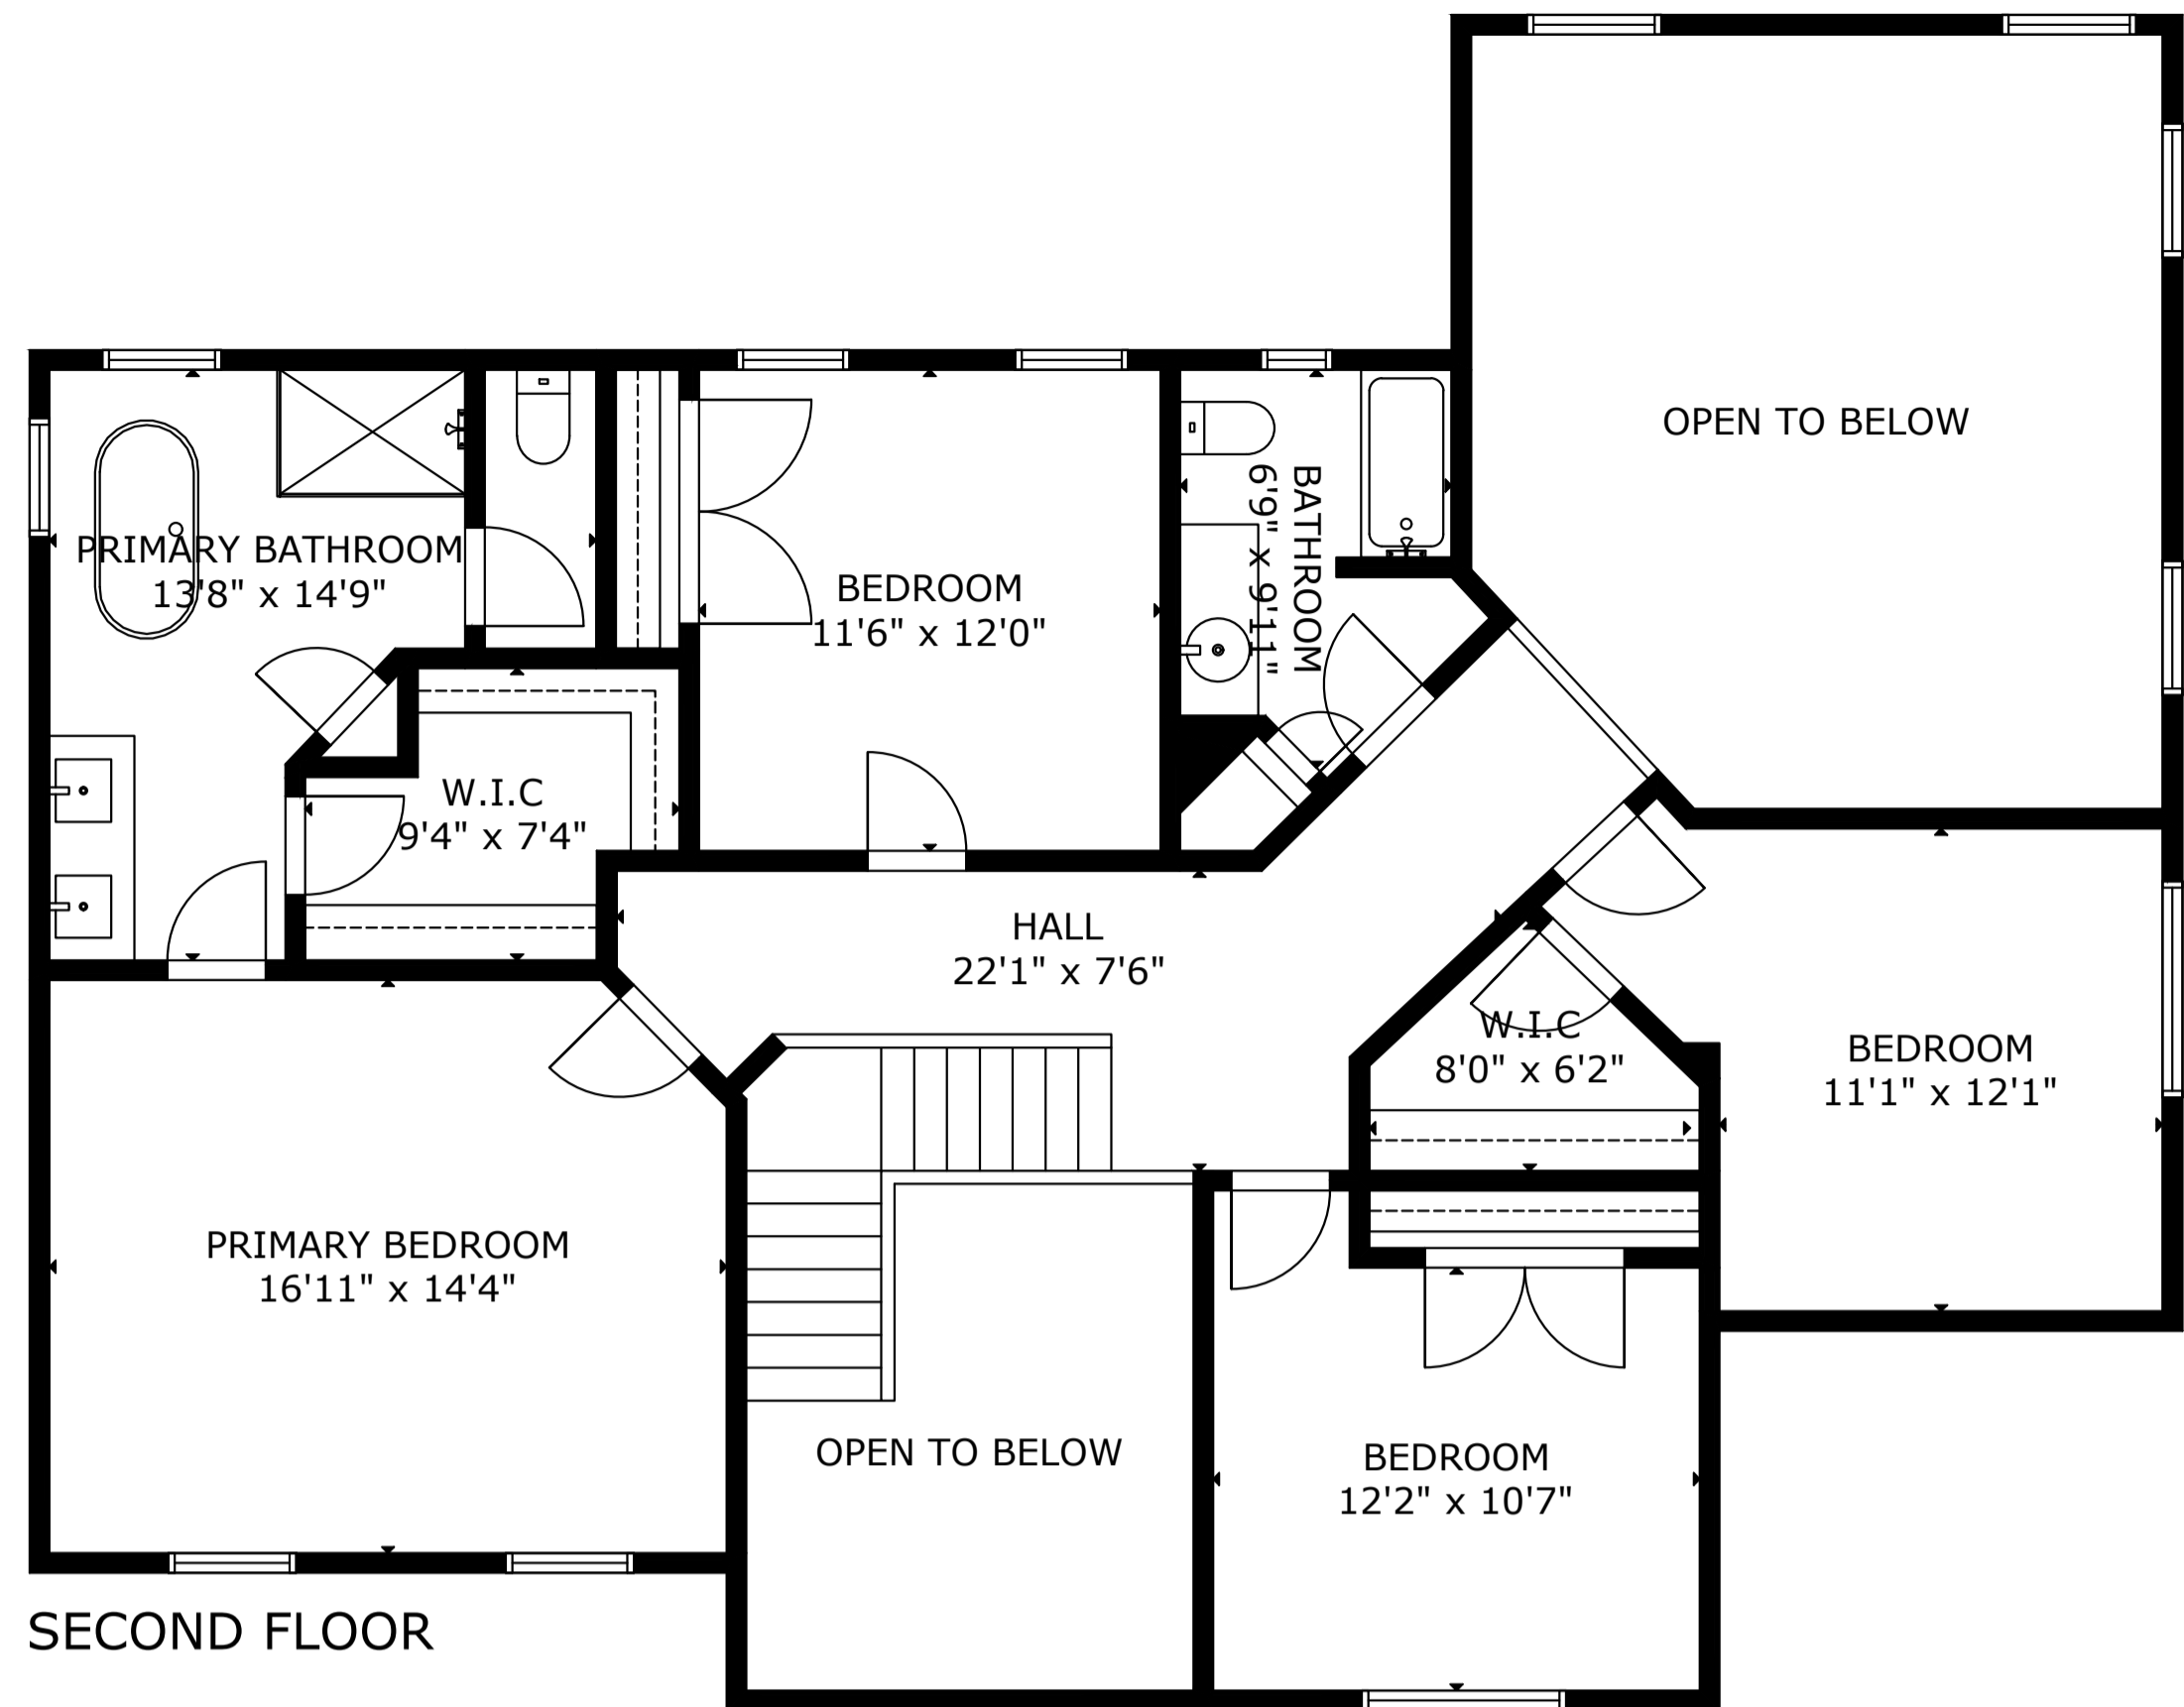 OPEN TO BELOW
PRIMARY BATHROOM
13'8" x 14'9"
BEDROOM
11'6" x 12'0"
BATHROOM
6'9" x 9'11"
W.I.C
9'4" x 7'4"
HALL
22'1" x 7'6"
W.I.C
8'0" x 6'2"
BEDROOM
11'1" x 12'1"
PRIMARY BEDROOM
16'11" x 14'4"
OPEN TO BELOW
BEDROOM
12'2" x 10'7"
SECOND FLOOR